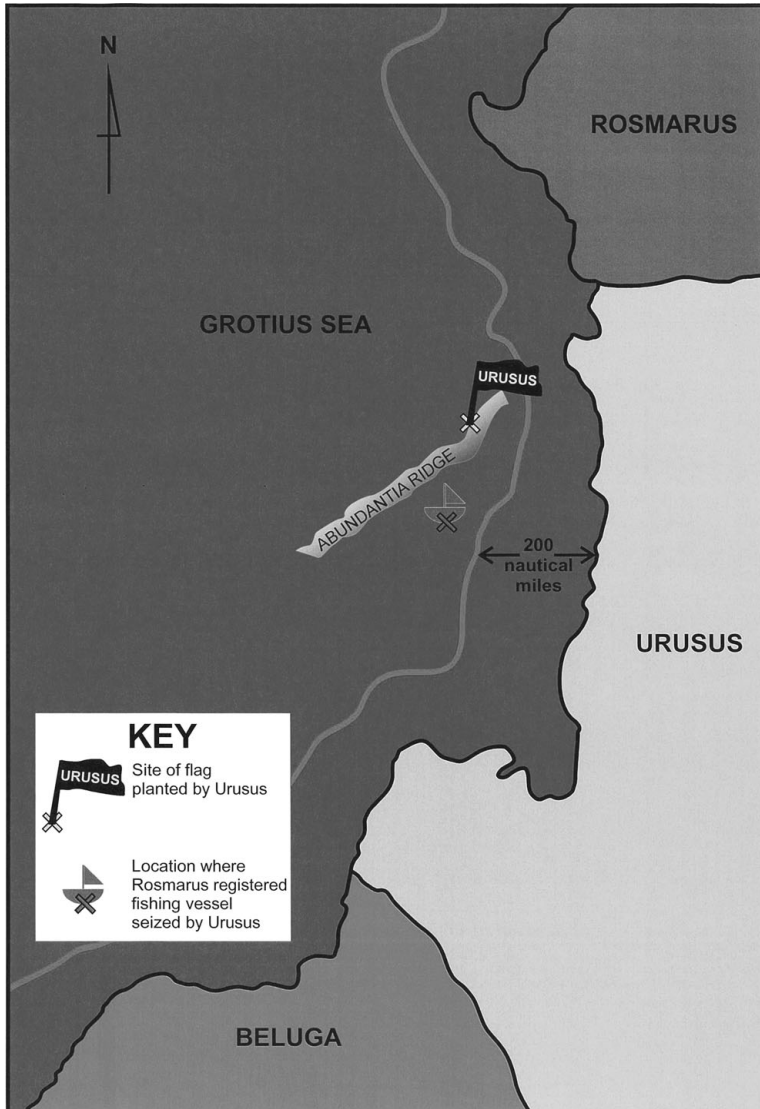 N
ROSMARUS
GROTIUS SEA
URUSUS
ABUNDANTIA RIDGE
200
nautical
miles
URUSUS
KEY
URUSUS
Site of flag
planted by Urusus
Location where
Rosmarus registered
fishing vessel
seized by Urusus
BELUGA